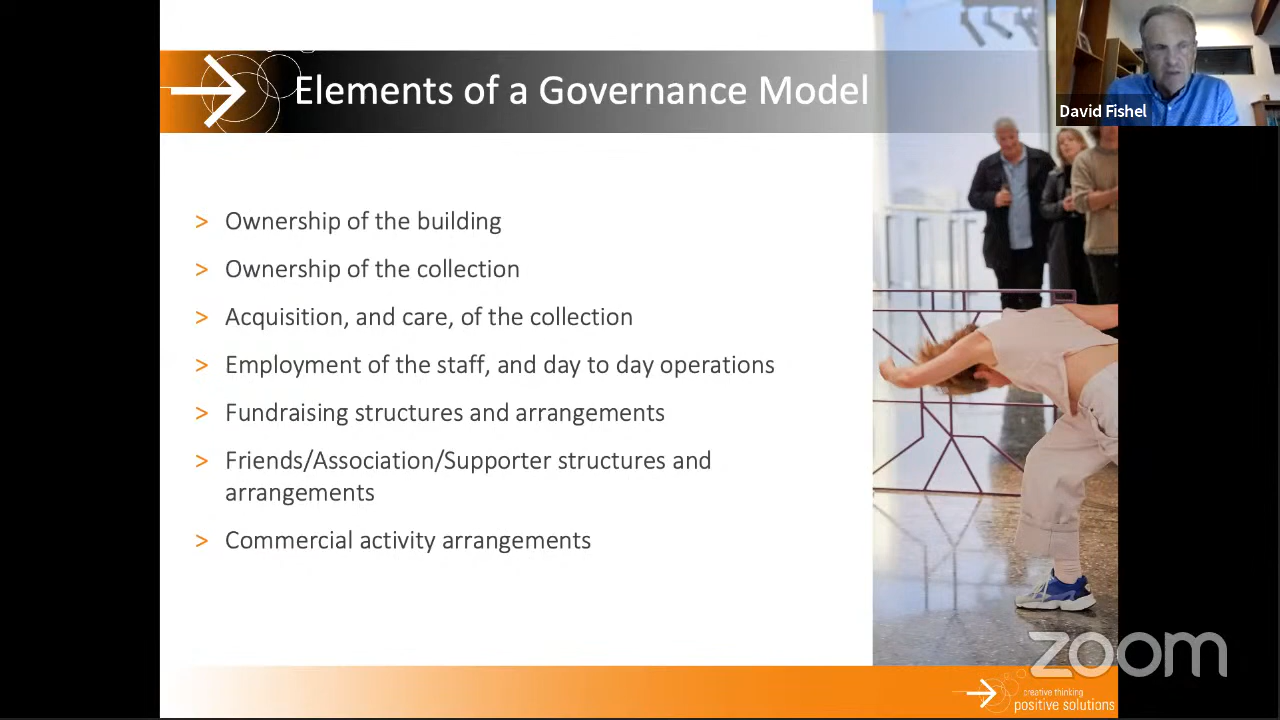 Elements of a Governance Model
David Fishel
> Ownership of the building
> Ownership of the collection
> Acquisition, and care, of the collection
> Employment of the staff, and day to day operations
> Fundraising structures and arrangements
> Friends/Association/Supporter structures and
arrangements
> Commercial activity arrangements
zoom
creative thinking
positive solutions